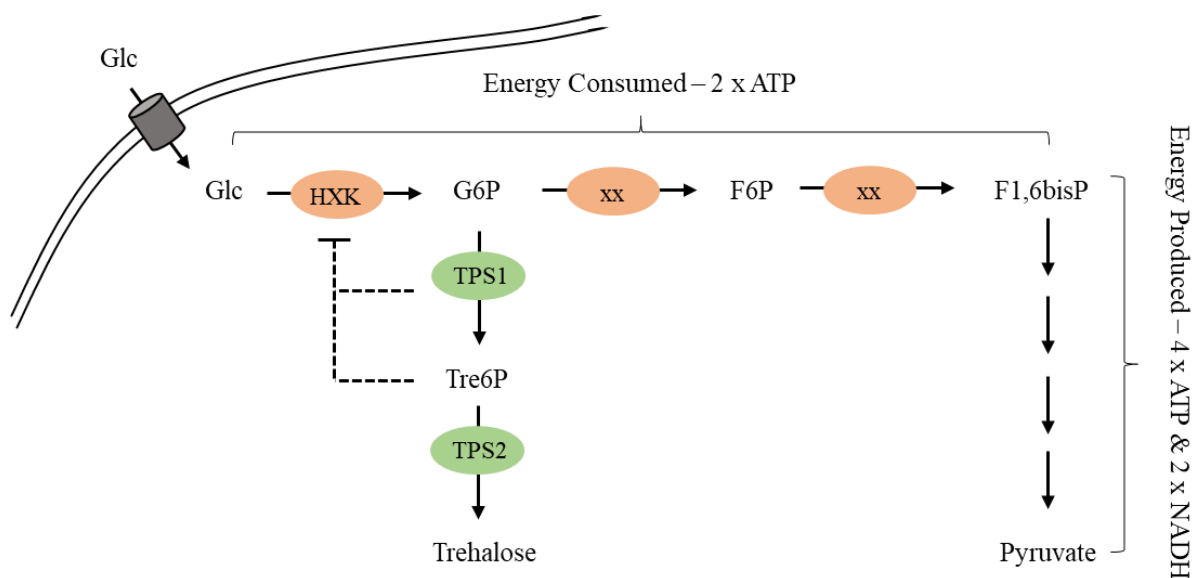 Glc
Energy Consumed – 2 x ATP
Glc
HXK
G6P
xx
F6P
xx
F1,6bisP
TPS1
Tre6P
TPS2
Trehalose
Pyruvate
Energy Produced – 4 x ATP & 2 x NADH